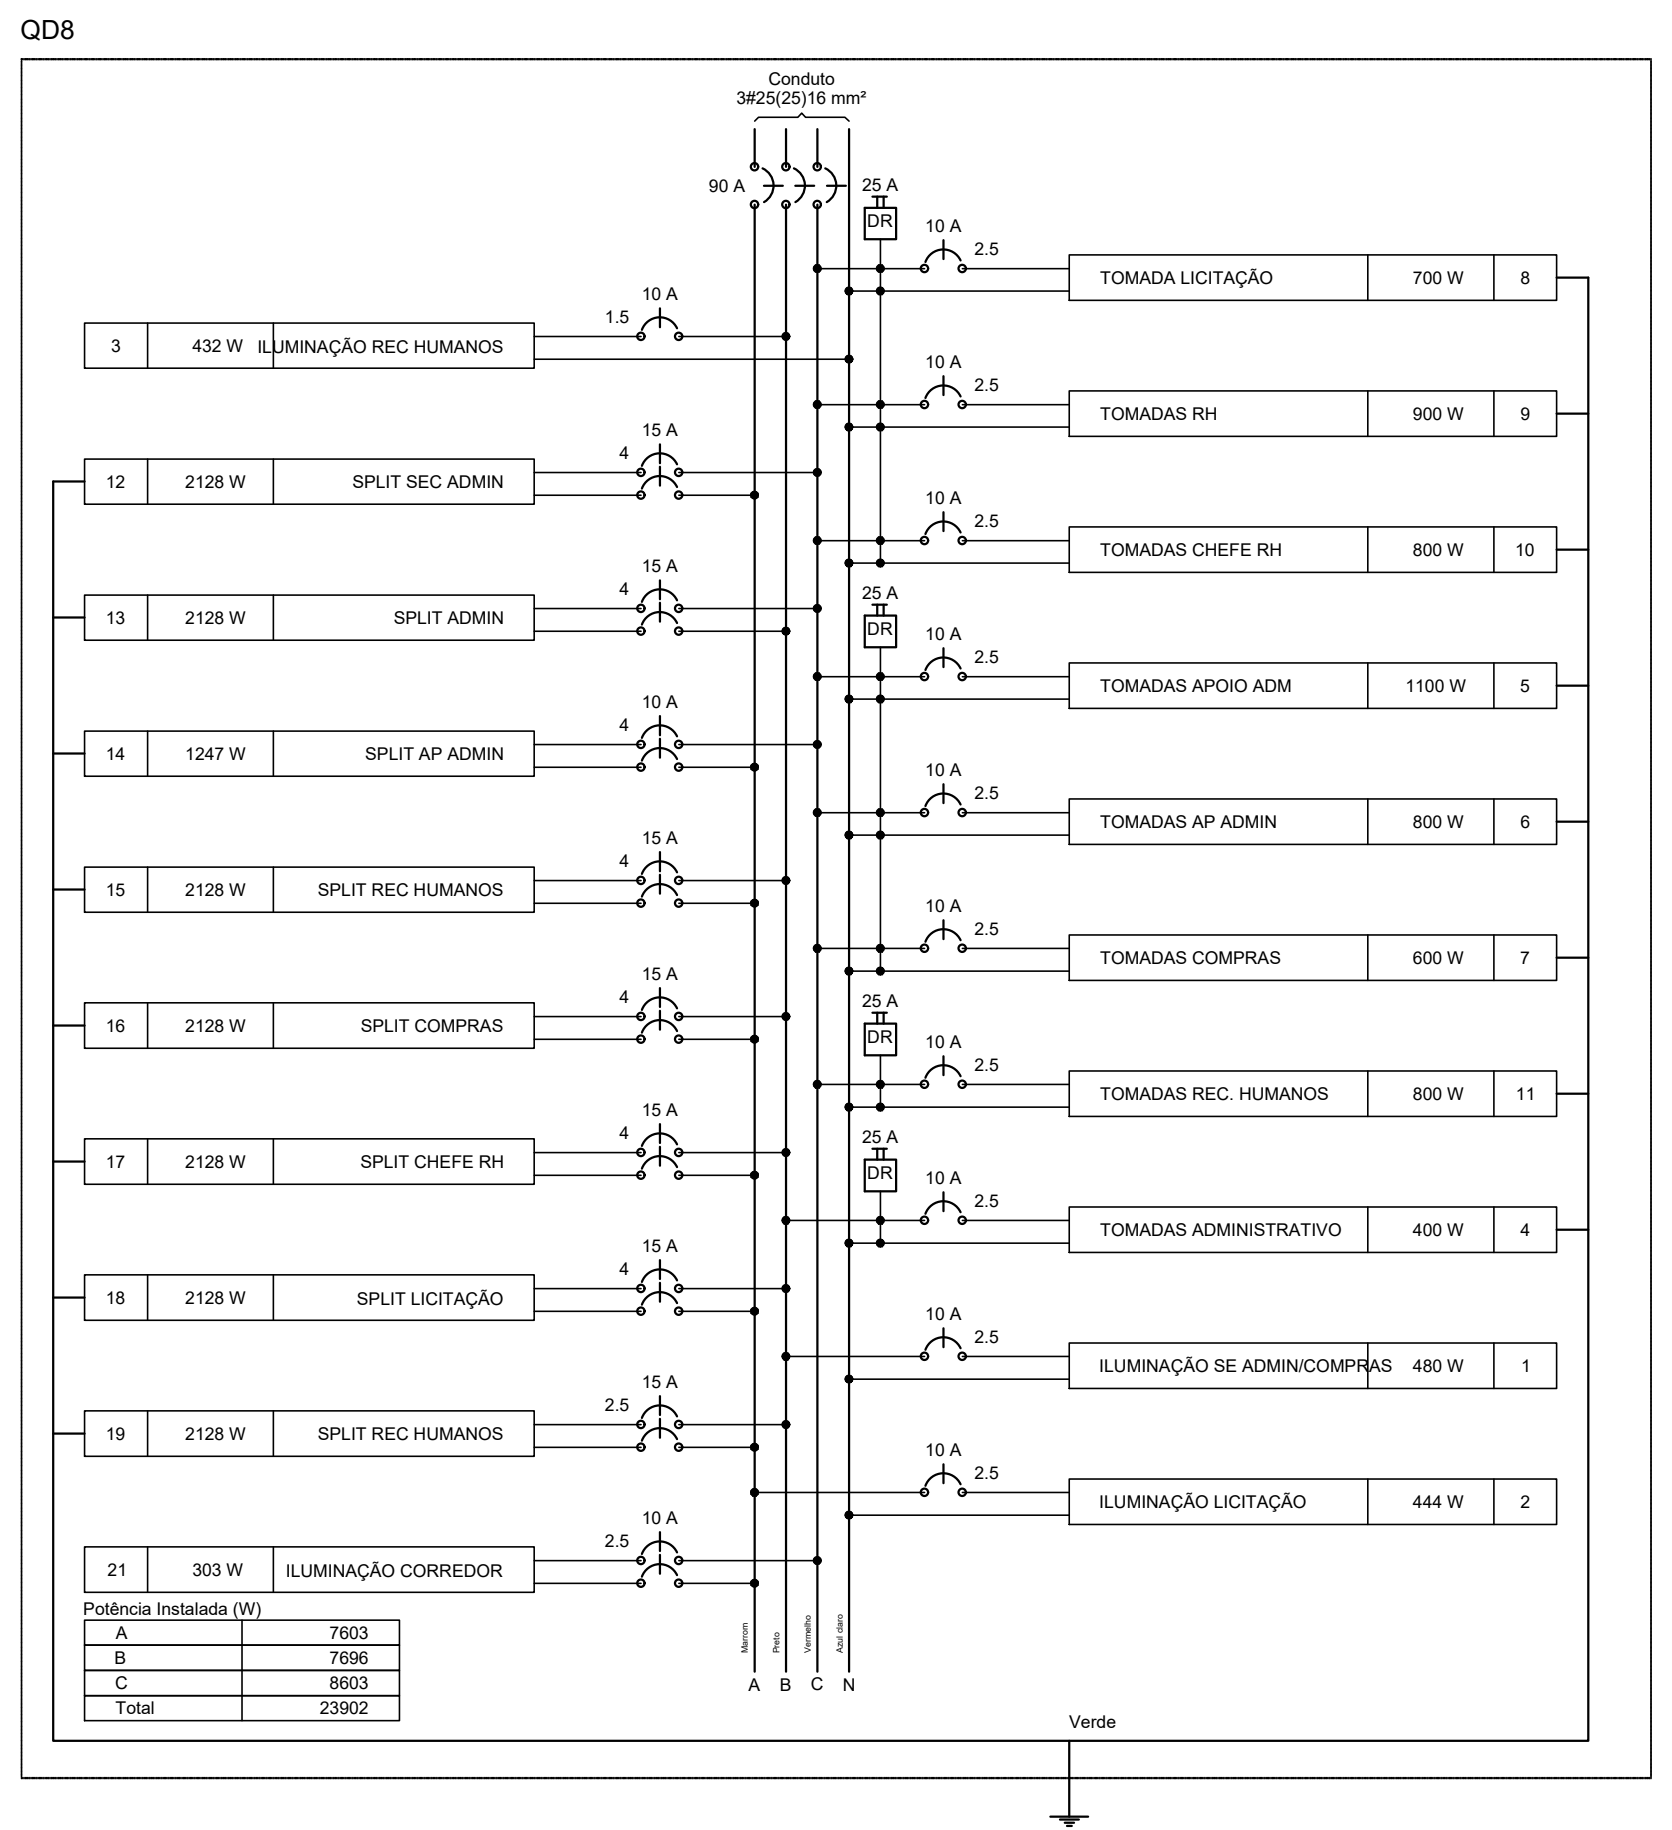 QD8
Conduto
3#25(25)16 mm²
90 A
25 A
DR
10 A
2.5
TOMADA LICITAÇÃO 700 W 8
10 A
1.5
3 432 W ILUMINAÇÃO REC HUMANOS
10 A
2.5
TOMADAS RH 900 W 9
15 A
4
12 2128 W SPLIT SEC ADMIN
10 A
2.5
TOMADAS CHEFE RH 800 W 10
15 A
4
13 2128 W SPLIT ADMIN
25 A
DR
10 A
2.5
TOMADAS APOIO ADM 1100 W 5
10 A
4
14 1247 W SPLIT AP ADMIN
10 A
2.5
TOMADAS AP ADMIN 800 W 6
15 A
4
15 2128 W SPLIT REC HUMANOS
10 A
2.5
TOMADAS COMPRAS 600 W 7
15 A
4
16 2128 W SPLIT COMPRAS
25 A
DR
10 A
2.5
TOMADAS REC. HUMANOS 800 W 11
15 A
4
17 2128 W SPLIT CHEFE RH
25 A
DR
10 A
2.5
TOMADAS ADMINISTRATIVO 400 W 4
15 A
4
18 2128 W SPLIT LICITAÇÃO
10 A
2.5
ILUMINAÇÃO SE ADMIN/COMPRAS 480 W 1
15 A
2.5
19 2128 W SPLIT REC HUMANOS
10 A
2.5
ILUMINAÇÃO LICITAÇÃO 444 W 2
10 A
2.5
21 303 W ILUMINAÇÃO CORREDOR
Potência Instalada (W)
A 7603
B 7696
C 8603
Total 23902
Marrom
Preto
Vermelho
Azul claro
A B C N
Verde